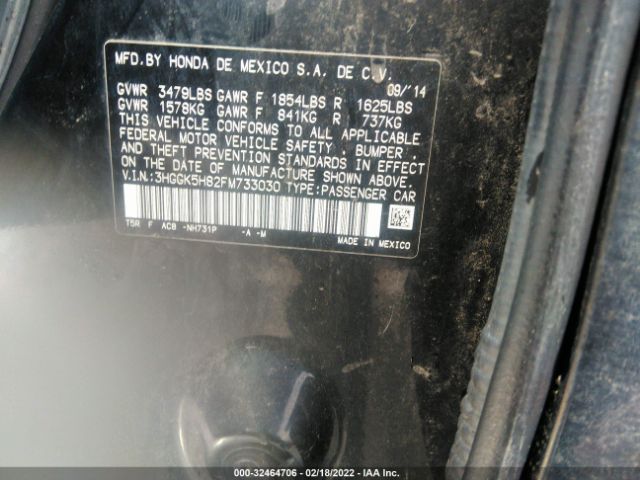 MFD.BY HONDA DE MEXICO S.A. DE C.V.
09/'14
GVWR 3479LBS GAWR F 1854LBS R 1625LBS
GVWR 1578KG GAWR F 841KG R 737KG
THIS VEHICLE CONFORMS TO ALL APPLICABLE
FEDERAL MOTOR VEHICLE SAFETY, BUMPER,
AND THEFT PREVENTION STANDARDS IN EFFECT
ON THE DATE OF MANUFACTURE SHOWN ABOVE.
V.I.N.:3HGGK5H82FM733030 TYPE:PASSENGER CAR
T5R F AC8 -NH731P -A -M
MADE IN MEXICO
000-32464706 - 02/18/2022 - IAA Inc.